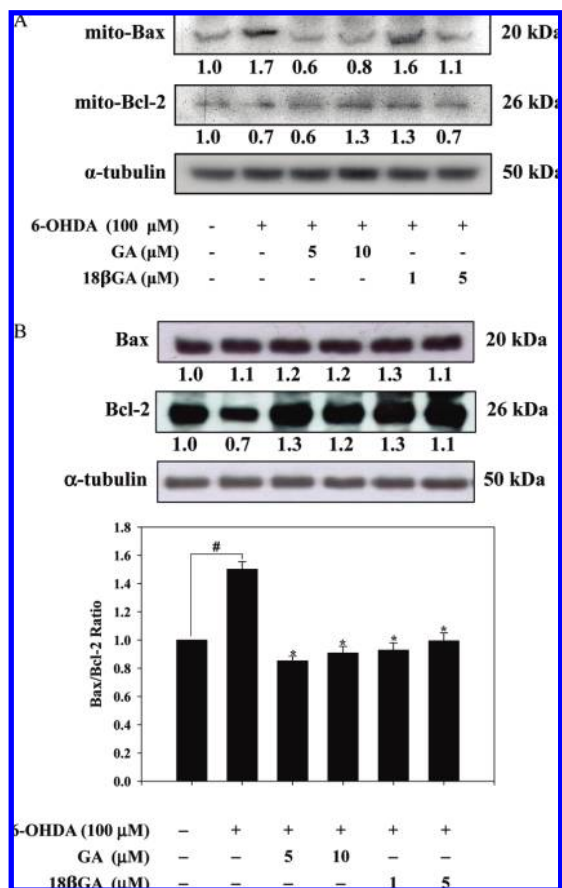 A
mito-Bax 20 kDa
1.0 1.7 0.6 0.8 1.6 1.1
mito-Bcl-2 26 kDa
1.0 0.7 0.6 1.3 1.3 0.7
α-tubulin 50 kDa
6-OHDA (100 μM) - + + + + +
GA (μM) - - 5 10 - -
18βGA (μM) - - - - 1 5
B
Bax 20 kDa
1.0 1.1 1.2 1.2 1.3 1.1
Bcl-2 26 kDa
1.0 0.7 1.3 1.2 1.3 1.1
α-tubulin 50 kDa
1.8
1.6
1.4
1.2
1.0
0.8
0.6
0.4
0.2
0.0
Bax/Bcl-2 Ratio
#
* * * *
6-OHDA (100 μM) – + + + + +
GA (μM) – – 5 10 – –
18βGA (μM) – – – – 1 5